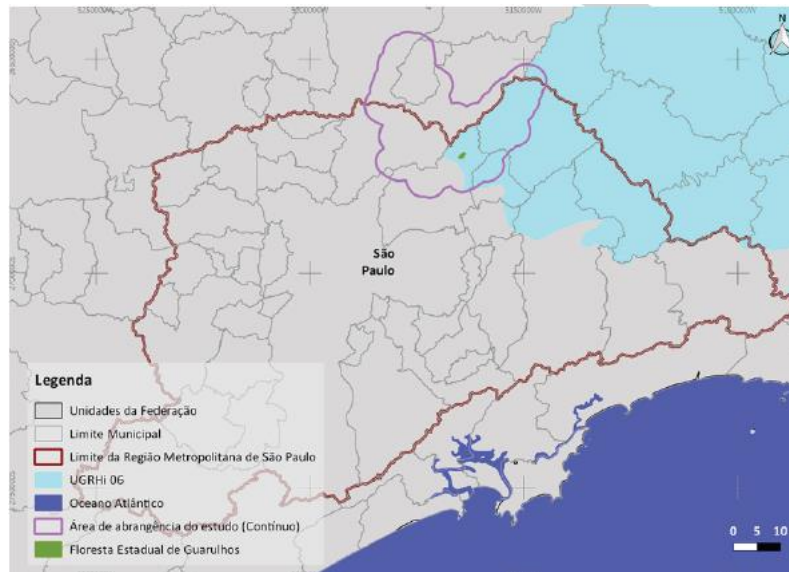 N
São
Paulo
Legenda
Unidades da Federação
Limite Municipal
Limite da Região Metropolitana de São Paulo
UGRHi 06
Oceano Atlântico
Área de abrangência do estudo (Contínuo)
Floresta Estadual de Guarulhos
0 5 10